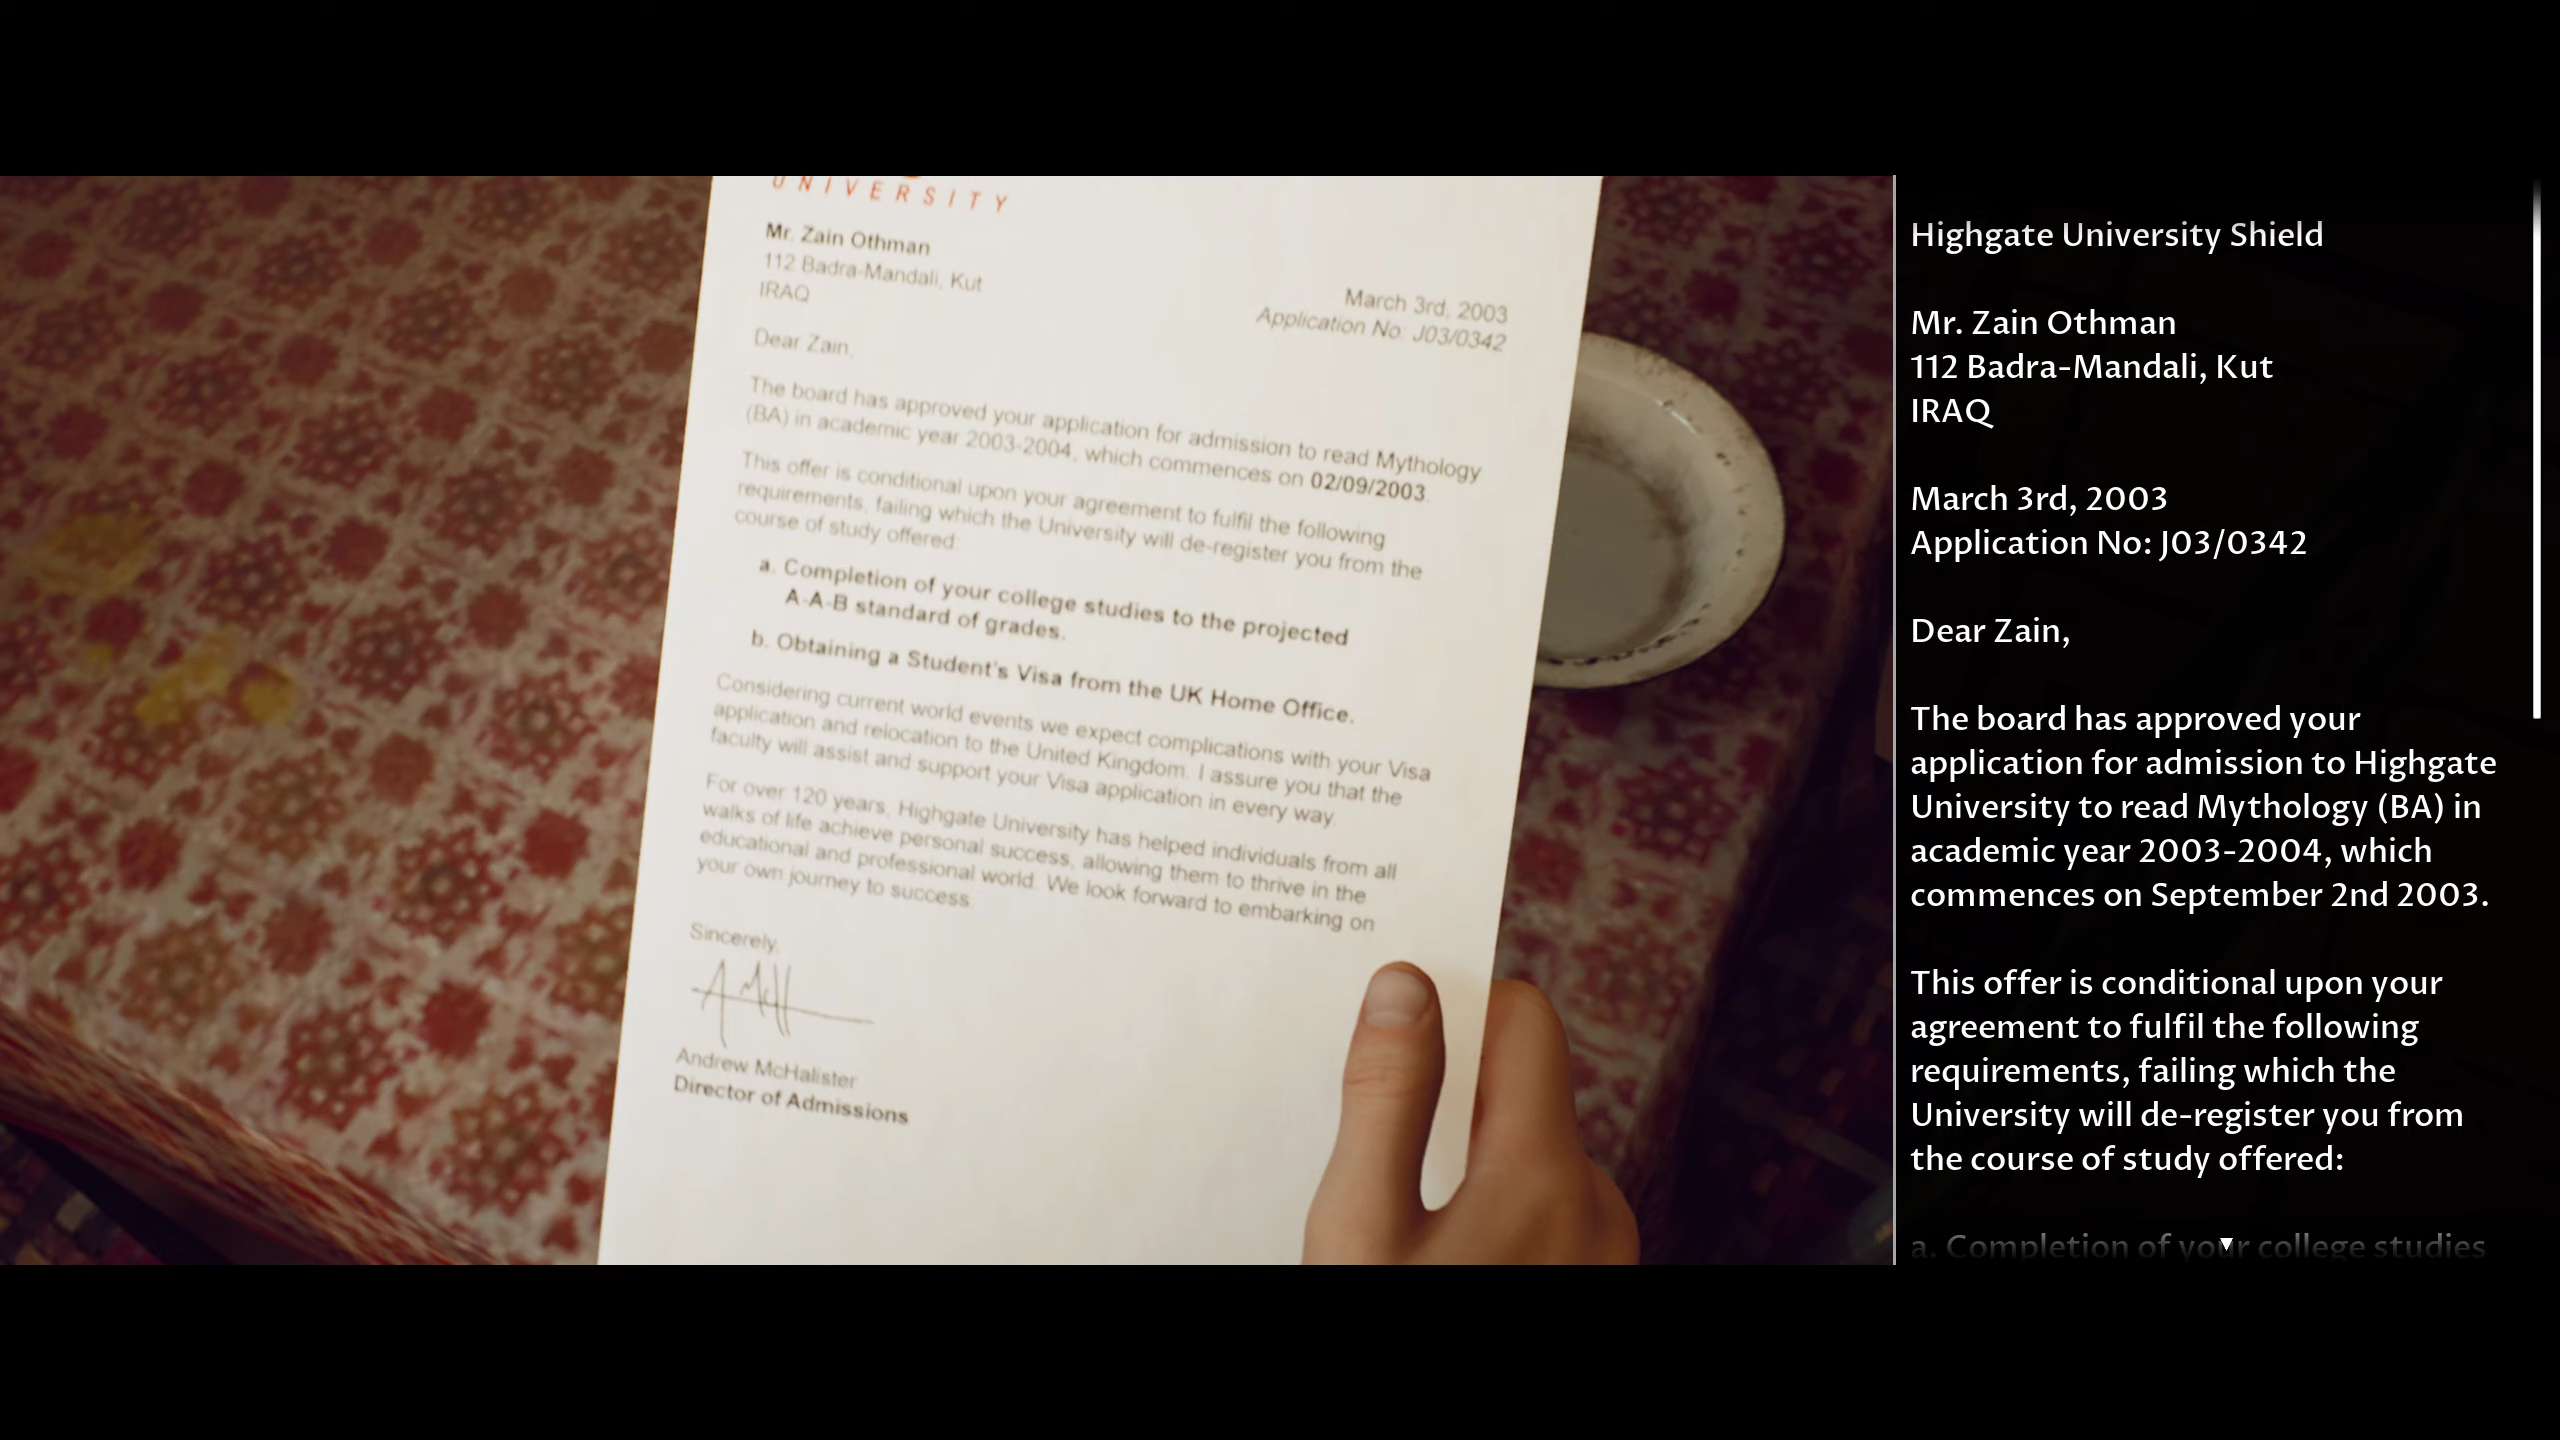 UNIVERSITY
Mr. Zain Othman
112 Badra-Mandali, Kut
IRAQ
March 3rd, 2003
Application No: J03/0342
Dear Zain,
The board has approved your application for admission to read Mythology
(BA) in academic year 2003-2004, which commences on 02/09/2003.
This offer is conditional upon your agreement to fulfil the following
requirements, failing which the University will de-register you from the
course of study offered:
a. Completion of your college studies to the projected
A-A-B standard of grades.
b. Obtaining a Student's Visa from the UK Home Office.
Considering current world events we expect complications with your Visa
application and relocation to the United Kingdom. I assure you that the
faculty will assist and support your Visa application in every way.
For over 120 years, Highgate University has helped individuals from all
walks of life achieve personal success, allowing them to thrive in the
educational and professional world. We look forward to embarking on
your own journey to success.
Sincerely,
Andrew McHalister
Director of Admissions
Highgate University Shield
Mr. Zain Othman
112 Badra-Mandali, Kut
IRAQ
March 3rd, 2003
Application No: J03/0342
Dear Zain,
The board has approved your
application for admission to Highgate
University to read Mythology (BA) in
academic year 2003-2004, which
commences on September 2nd 2003.
This offer is conditional upon your
agreement to fulfil the following
requirements, failing which the
University will de-register you from
the course of study offered:
a. Completion of your college studies